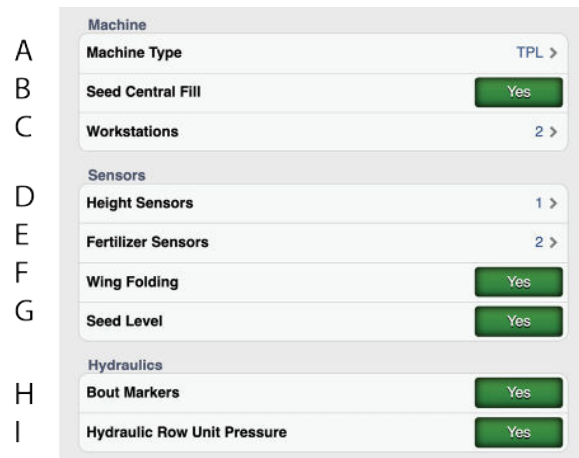 Machine
A Machine Type TPL >
B Seed Central Fill Yes
C Workstations 2 >
Sensors
D Height Sensors 1 >
E Fertilizer Sensors 2 >
F Wing Folding Yes
G Seed Level Yes
Hydraulics
H Bout Markers Yes
I Hydraulic Row Unit Pressure Yes